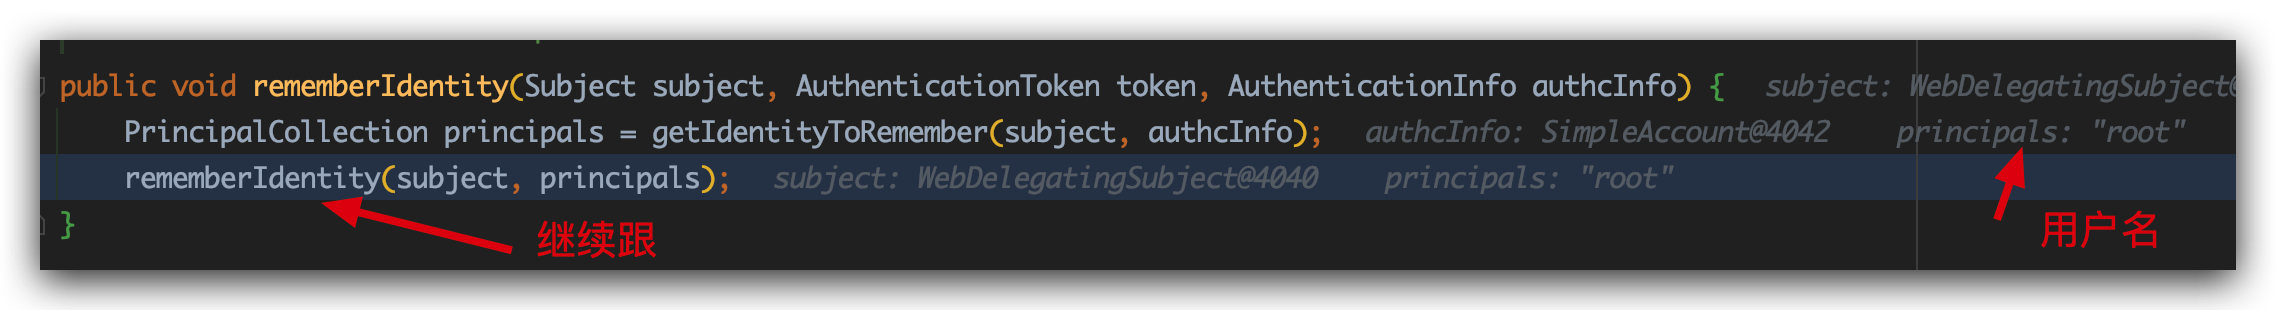 public void rememberIdentity(Subject subject, AuthenticationToken token, AuthenticationInfo authcInfo) { subject: WebDelegatingSubject@
PrincipalCollection principals = getIdentityToRemember(subject, authcInfo); authcInfo: SimpleAccount@4042 principals: "root"
rememberIdentity(subject, principals); subject: WebDelegatingSubject@4040 principals: "root"
}
继续跟
用户名